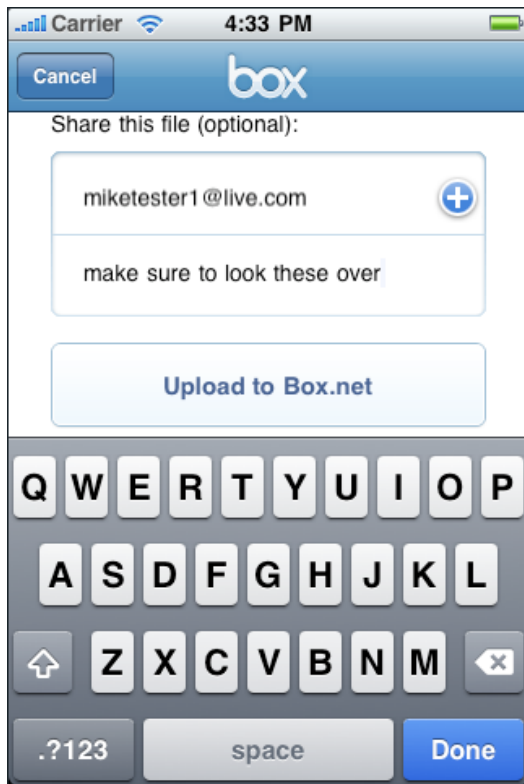 Carrier 4:33 PM
Cancel box
Share this file (optional):
miketester1@live.com
make sure to look these over
Upload to Box.net
Q W E R T Y U I O P
A S D F G H J K L
Z X C V B N M
.?123 space Done